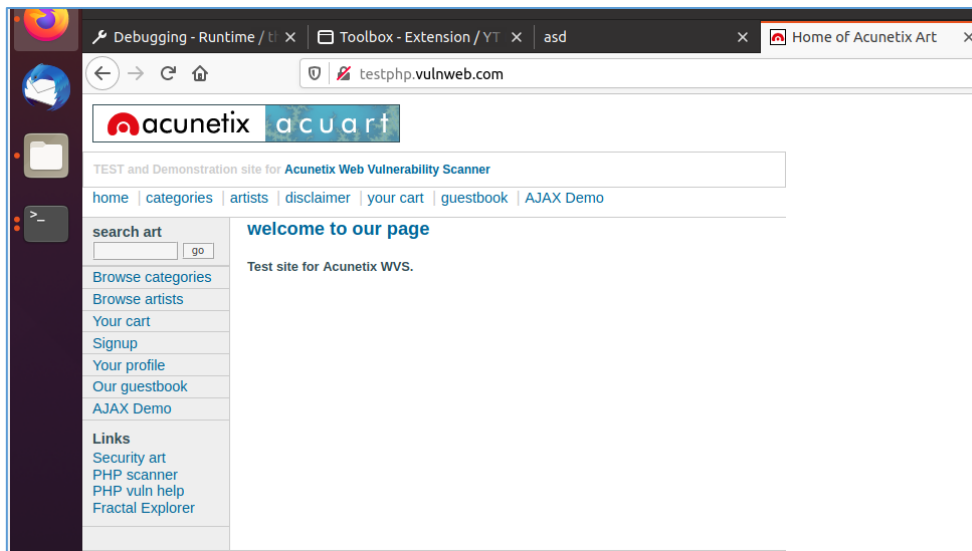 Debugging - Runtime / th
Toolbox - Extension / YT
asd
Home of Acunetix Art
testphp.vulnweb.com
acunetix acuart
TEST and Demonstration site for Acunetix Web Vulnerability Scanner
home | categories | artists | disclaimer | your cart | guestbook | AJAX Demo
search art
go
welcome to our page
Test site for Acunetix WVS.
Browse categories
Browse artists
Your cart
Signup
Your profile
Our guestbook
AJAX Demo
Links
Security art
PHP scanner
PHP vuln help
Fractal Explorer